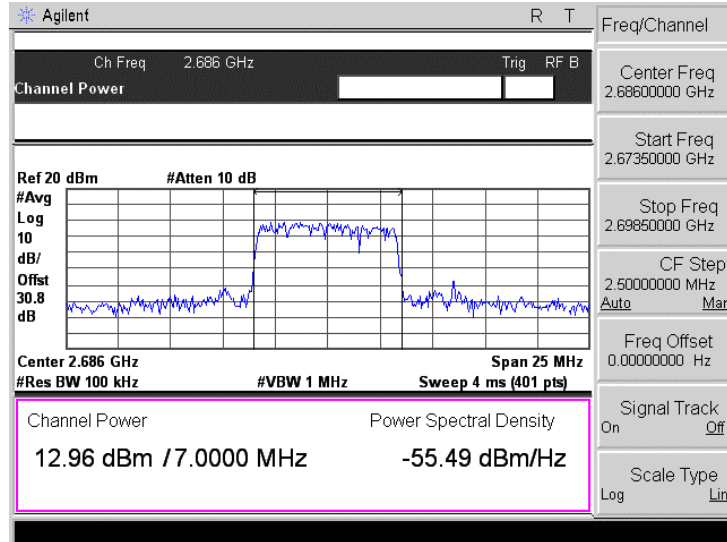 Agilent R T
Freq/Channel
Ch Freq 2.686 GHz Trig RF B
Channel Power
Center Freq
2.68600000 GHz
Start Freq
2.67350000 GHz
Stop Freq
2.69850000 GHz
CF Step
2.50000000 MHz
Auto Man
Freq Offset
0.00000000 Hz
Signal Track
On Off
Scale Type
Log Lin
Ref 20 dBm #Atten 10 dB
#Avg
Log
10
dB/
Offst
30.8
dB
Center 2.686 GHz Span 25 MHz
#Res BW 100 kHz #VBW 1 MHz Sweep 4 ms (401 pts)
Channel Power Power Spectral Density
12.96 dBm / 7.0000 MHz -55.49 dBm/Hz